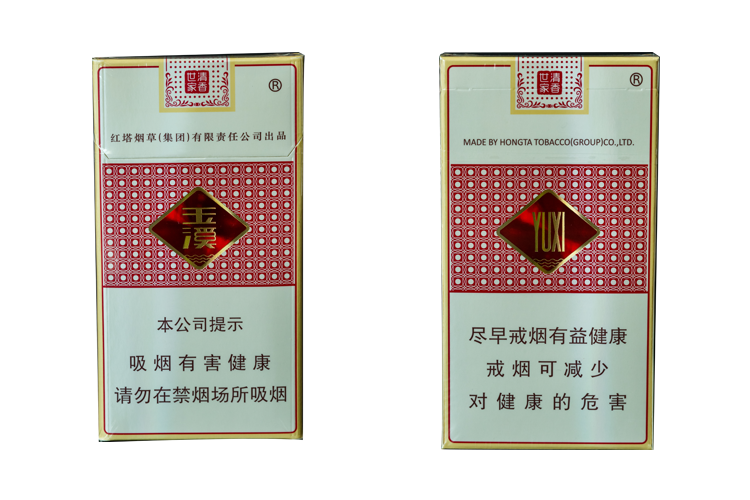 清香
世家
®
红塔烟草(集团)有限责任公司出品
玉溪
本公司提示
吸烟有害健康
请勿在禁烟场所吸烟
清香
世家
®
MADE BY HONGTA TOBACCO(GROUP)CO.,LTD.
YUXI
尽早戒烟有益健康
戒烟可减少
对健康的危害